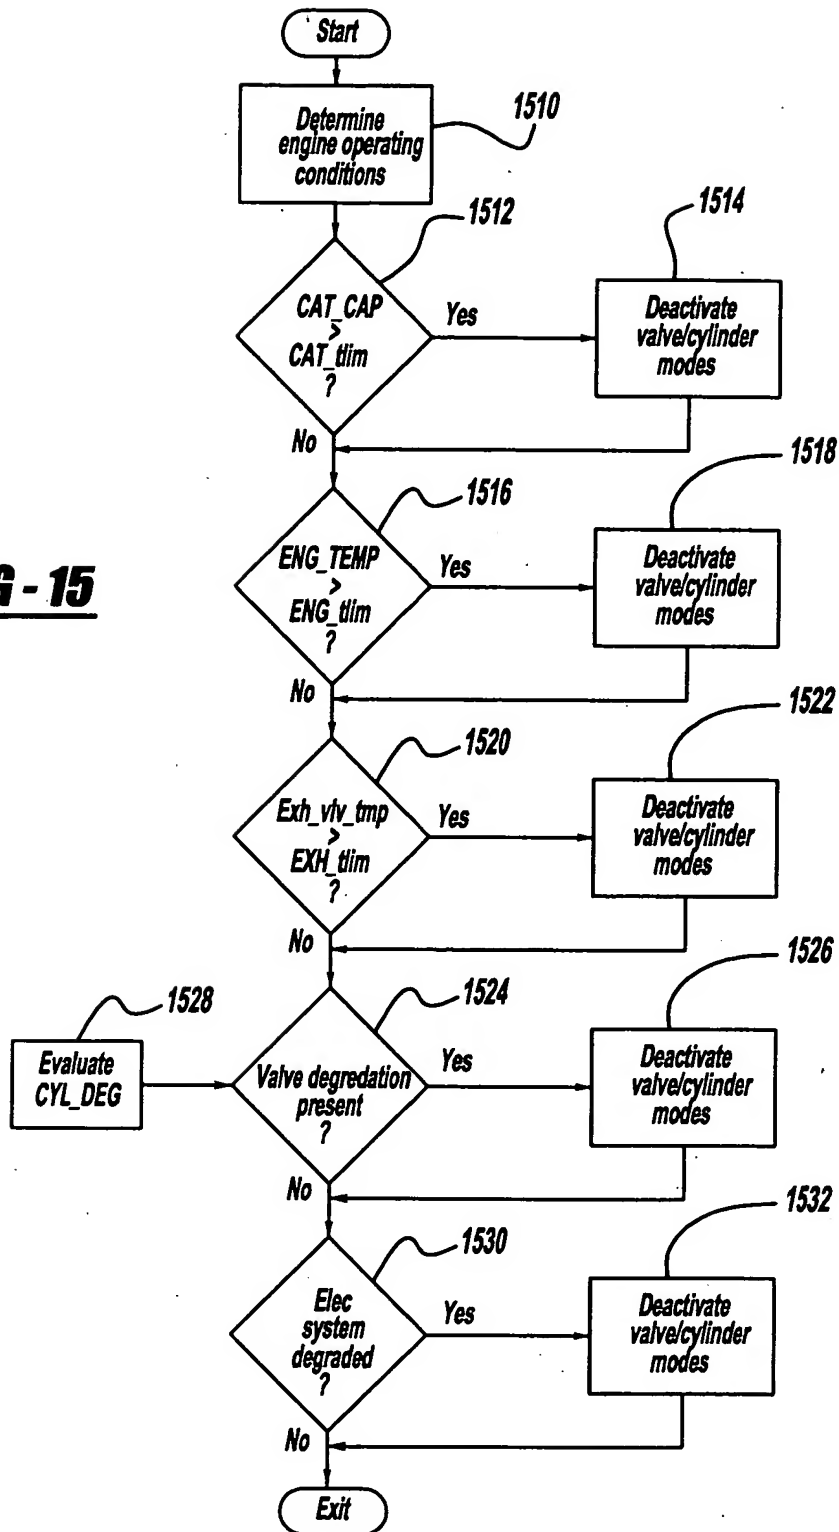 Start
Determine
engine operating
conditions
1510
1512
CAT_CAP
>
CAT_tlim
?
Yes
No
1514
Deactivate
valve/cylinder
modes
1516
ENG_TEMP
>
ENG_tlim
?
Yes
No
1518
Deactivate
valve/cylinder
modes
G - 15
1520
Exh_vlv_tmp
>
EXH_tlim
?
Yes
No
1522
Deactivate
valve/cylinder
modes
1528
Evaluate
CYL_DEG
1524
Valve degredation
present
?
Yes
No
1526
Deactivate
valve/cylinder
modes
1530
Elec
system
degraded
?
Yes
No
1532
Deactivate
valve/cylinder
modes
Exit